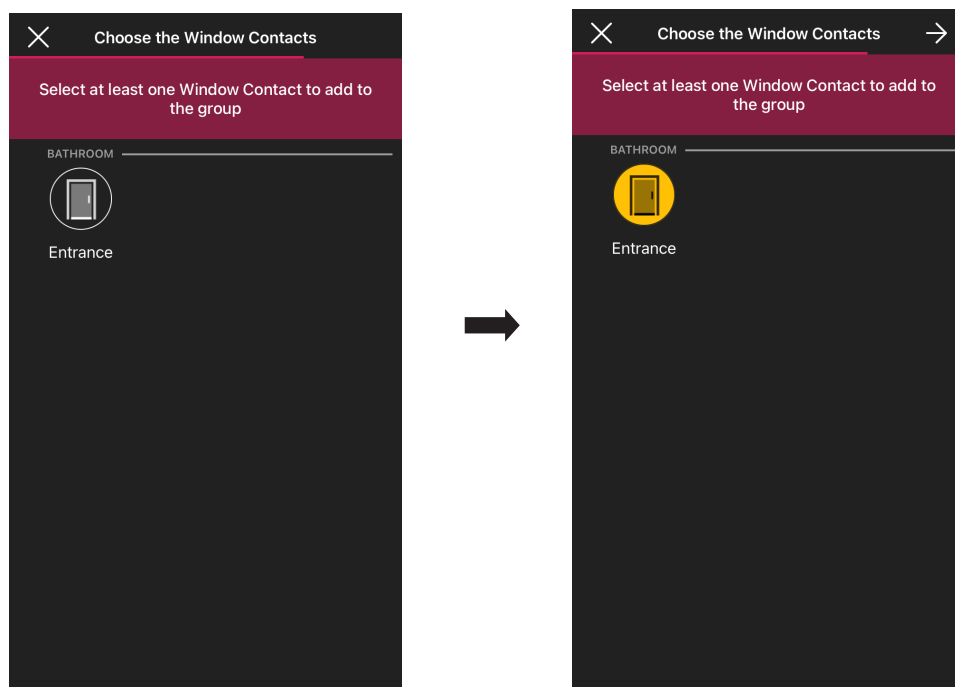 Choose the Window Contacts
Select at least one Window Contact to add to
the group
BATHROOM
Entrance
Choose the Window Contacts
Select at least one Window Contact to add to
the group
BATHROOM
Entrance